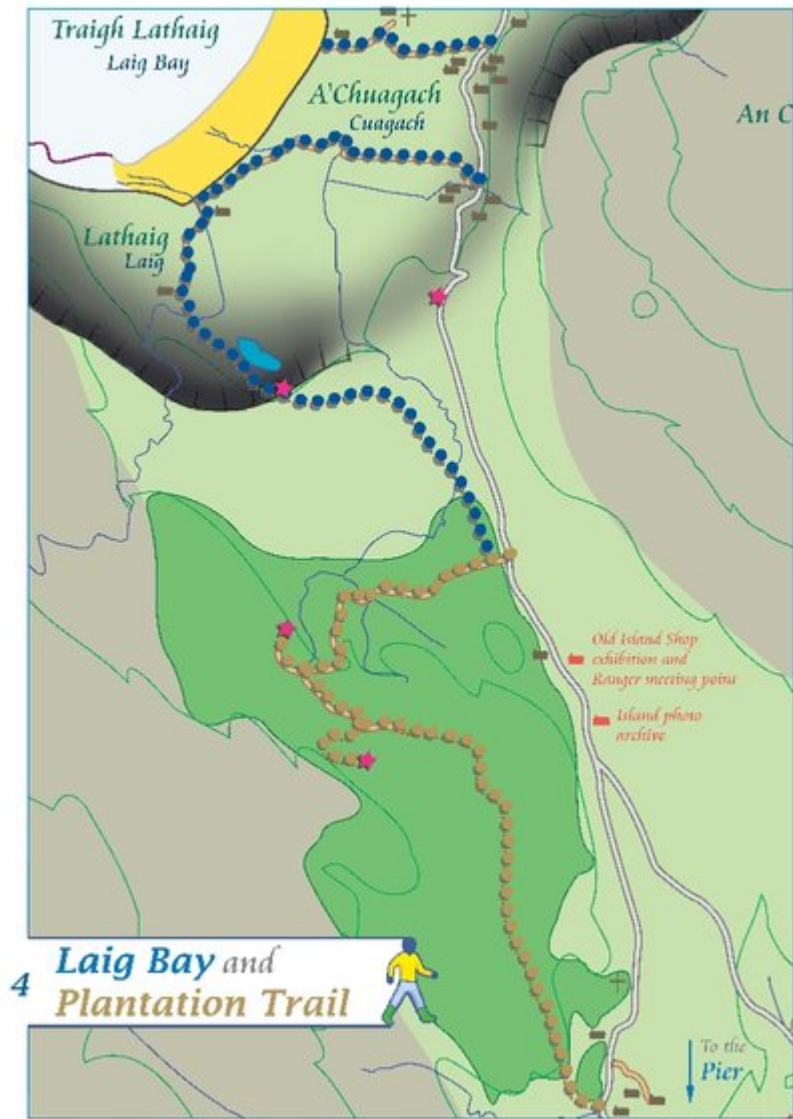 Traigh Lathaig
Laig Bay
A'Chuagach
Cuagach
An C
Lathaig
Laig
Old Island Shop
exhibition and
Ranger meeting point
Island photo
archive
4
Laig Bay and
Plantation Trail
To the
Pier